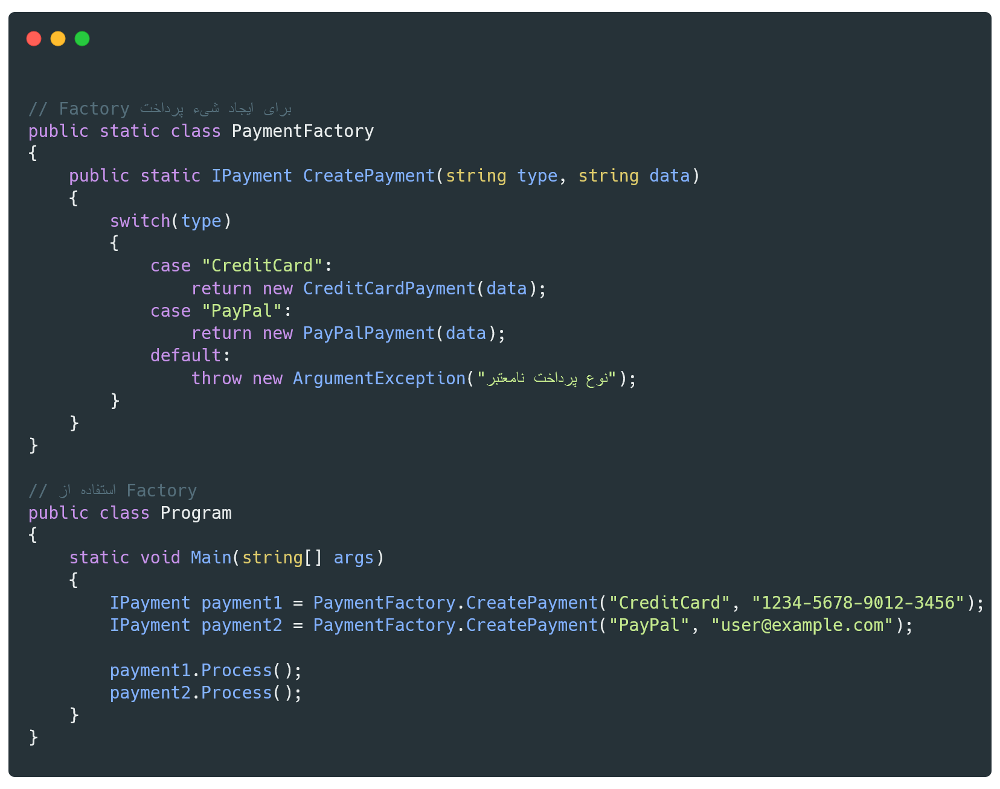 // Factory برای ایجاد شیء پرداخت
public static class PaymentFactory
{
    public static IPayment CreatePayment(string type, string data)
    {
        switch(type)
        {
            case "CreditCard":
                return new CreditCardPayment(data);
            case "PayPal":
                return new PayPalPayment(data);
            default:
                throw new ArgumentException("نوع پرداخت نامعتبر");
        }
    }
}

// استفاده از Factory
public class Program
{
    static void Main(string[] args)
    {
        IPayment payment1 = PaymentFactory.CreatePayment("CreditCard", "1234-5678-9012-3456");
        IPayment payment2 = PaymentFactory.CreatePayment("PayPal", "user@example.com");

        payment1.Process();
        payment2.Process();
    }
}